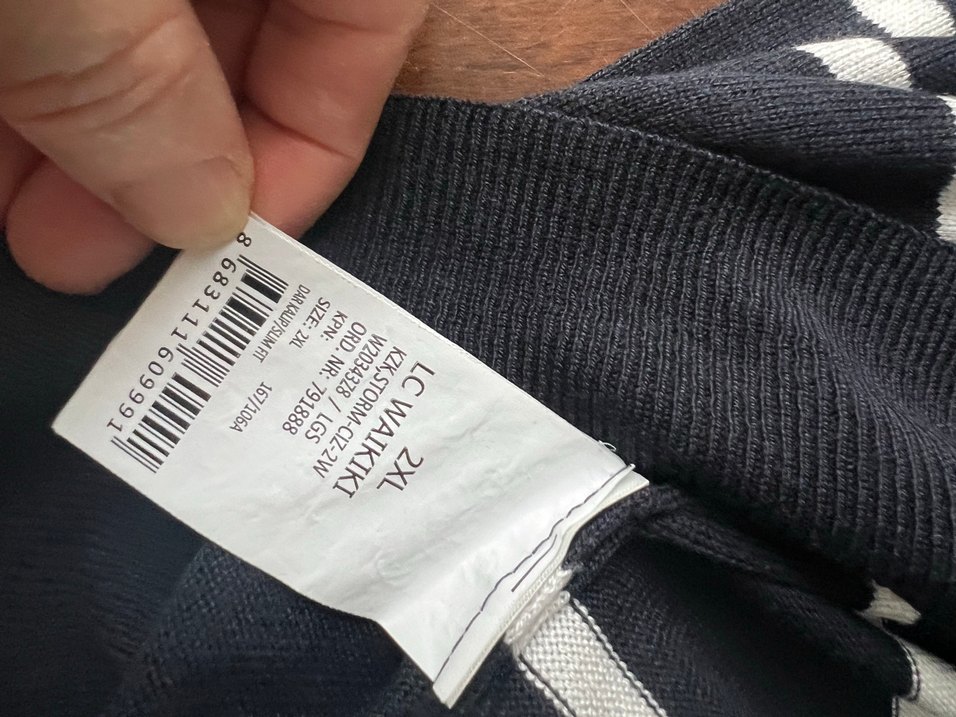 2XL
LC WAIKIKI
KZK,STORM-CIZ-2W
W20343Z8 / LGS
ORD. NR: 791888
KPN:
SIZE: 2XL
167/106A
DAR KALIP/SLIM FIT
8 683111 609991